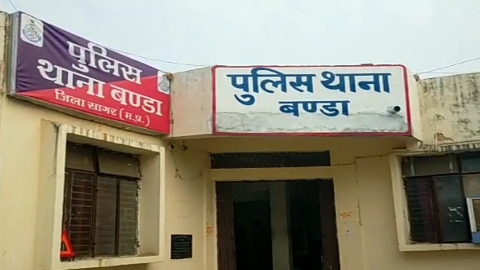 पुलिस
थाना बण्डा
जिला सागर (म.प्र.)
पुलिस थाना
बण्डा